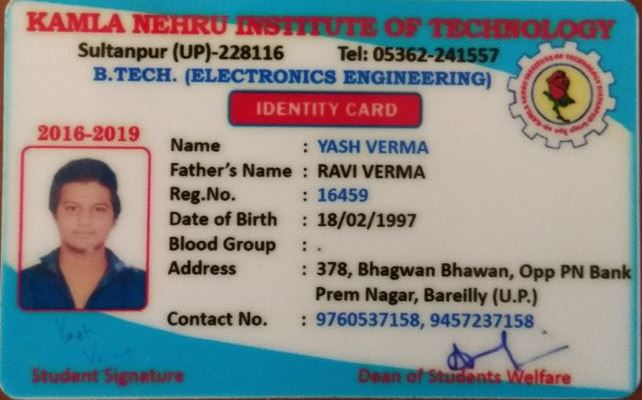 KAMLA NEHRU INSTITUTE OF TECHNOLOGY
Sultanpur (UP)-228116 Tel: 05362-241557
B.TECH. (ELECTRONICS ENGINEERING)
IDENTITY CARD
2016-2019
Name : YASH VERMA
Father's Name : RAVI VERMA
Reg.No. : 16459
Date of Birth : 18/02/1997
Blood Group : .
Address : 378, Bhagwan Bhawan, Opp PN Bank
Prem Nagar, Bareilly (U.P.)
Contact No. : 9760537158, 9457237158
Student Signature Dean of Students Welfare